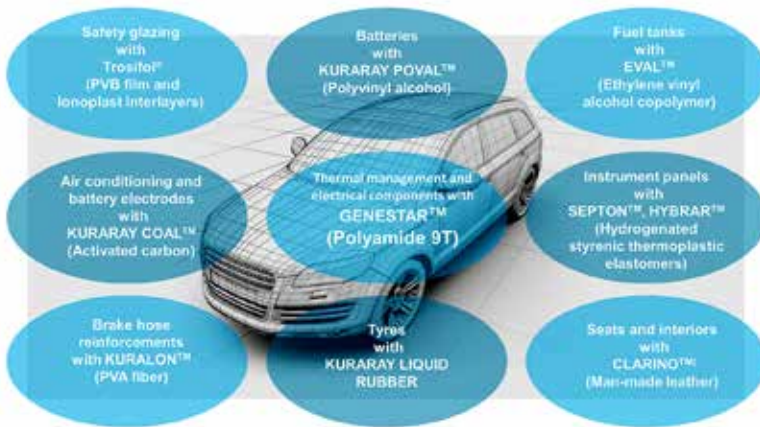 Safety glazing
with
Trosifol®
(PVB film and
Ionoplast interlayers)
Batteries
with
KURARAY POVAL™
(Polyvinyl alcohol)
Fuel tanks
with
EVAL™
(Ethylene vinyl
alcohol copolymer)
Air conditioning and
battery electrodes
with
KURARAY COAL™
(Activated carbon)
Thermal management and
electrical components with
GENESTAR™
(Polyamide 9T)
Instrument panels
with
SEPTON™, HYBRAR™
(Hydrogenated
styrenic thermoplastic
elastomers)
Brake hose
reinforcements
with KURALON™
(PVA fiber)
Tyres
with
KURARAY LIQUID
RUBBER
Seats and interiors
with
CLARINO™
(Man-made leather)